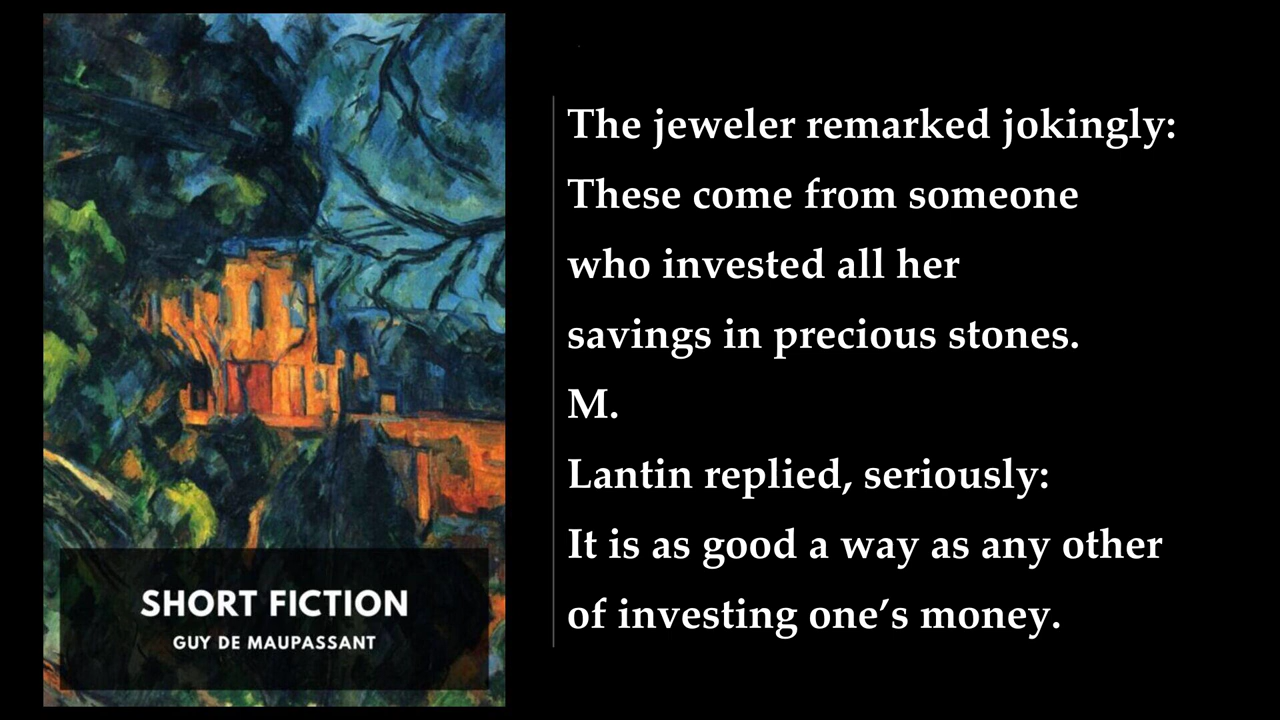 SHORT FICTION
GUY DE MAUPASSANT
The jeweler remarked jokingly:
These come from someone
who invested all her
savings in precious stones.
M.
Lantin replied, seriously:
It is as good a way as any other
of investing one’s money.